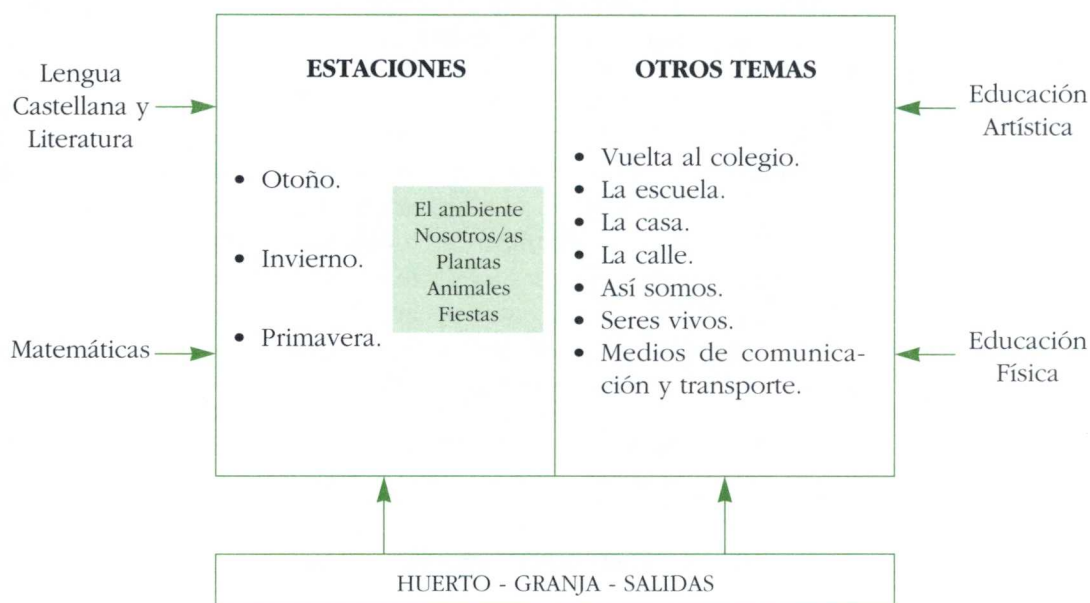 Lengua
Castellana y
Literatura
Matemáticas
ESTACIONES
• Otoño.
• Invierno.
• Primavera.
El ambiente
Nosotros/as
Plantas
Animales
Fiestas
OTROS TEMAS
• Vuelta al colegio.
• La escuela.
• La casa.
• La calle.
• Así somos.
• Seres vivos.
• Medios de comunica-
ción y transporte.
Educación
Artística
Educación
Física
HUERTO - GRANJA - SALIDAS